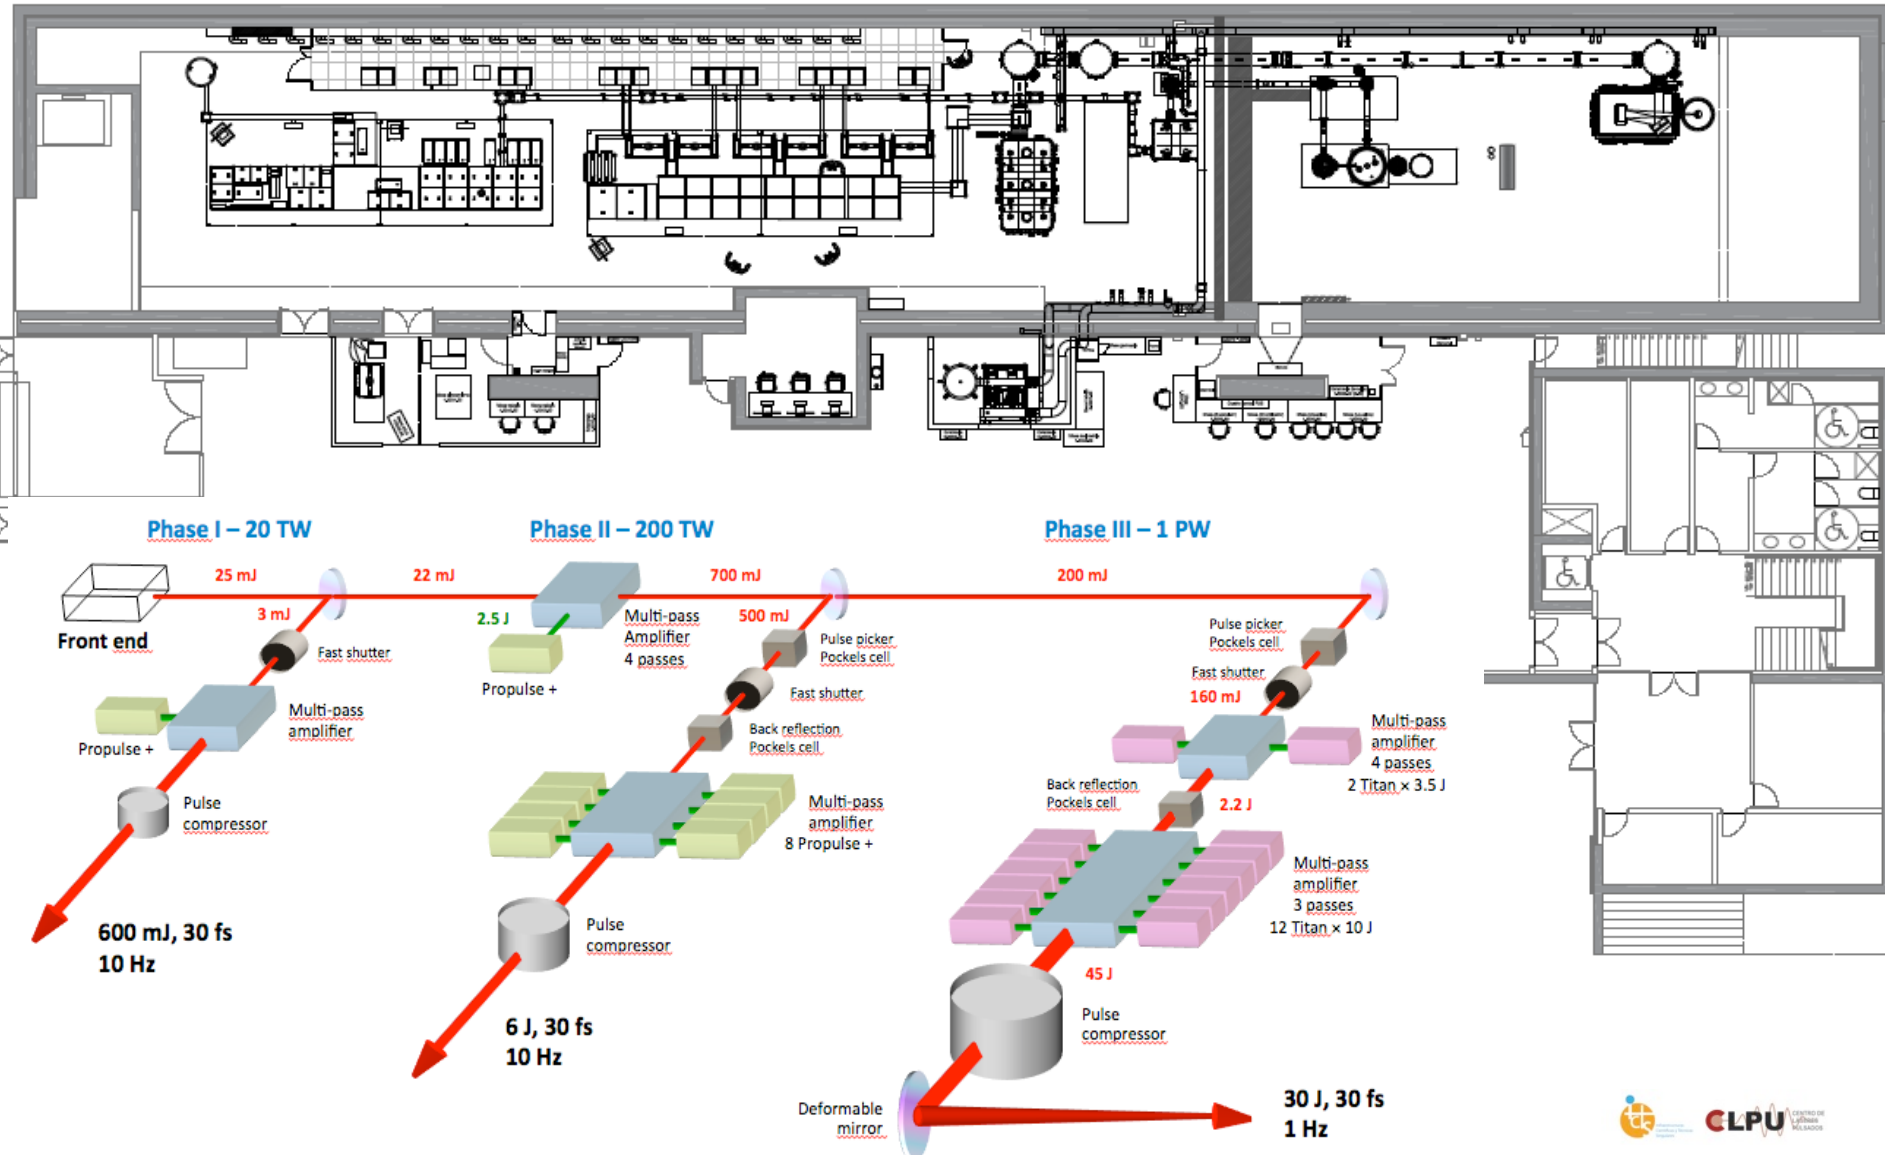 Phase I – 20 TW
Phase II – 200 TW
Phase III – 1 PW
25 mJ
22 mJ
700 mJ
200 mJ
3 mJ
2.5 J
500 mJ
Front end
Fast shutter
Propulse +
Multi-pass
amplifier
Pulse
compressor
600 mJ, 30 fs
10 Hz
Multi-pass
Amplifier
4 passes
Propulse +
Pulse picker
Pockels cell
Fast shutter
Back reflection
Pockels cell
Multi-pass
amplifier
8 Propulse +
Pulse
compressor
6 J, 30 fs
10 Hz
Pulse picker
Pockels cell
Fast shutter
160 mJ
Multi-pass
amplifier
4 passes
2 Titan × 3.5 J
Back reflection
Pockels cell
2.2 J
Multi-pass
amplifier
3 passes
12 Titan × 10 J
45 J
Pulse
compressor
Deformable
mirror
30 J, 30 fs
1 Hz
CLPU
CENTRO DE
LÁSERES
PULSADOS